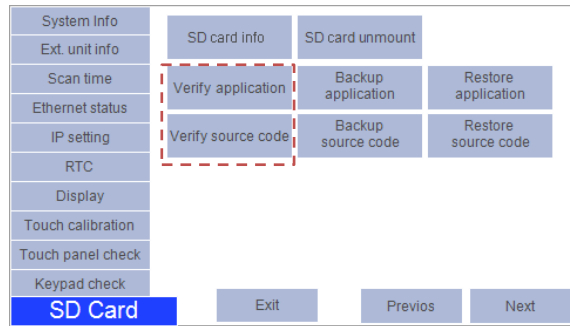 System Info
Ext. unit info
Scan time
Ethernet status
IP setting
RTC
Display
Touch calibration
Touch panel check
Keypad check
SD Card
SD card info
SD card unmount
Verify application
Backup
application
Restore
application
Verify source code
Backup
source code
Restore
source code
Exit
Previos
Next